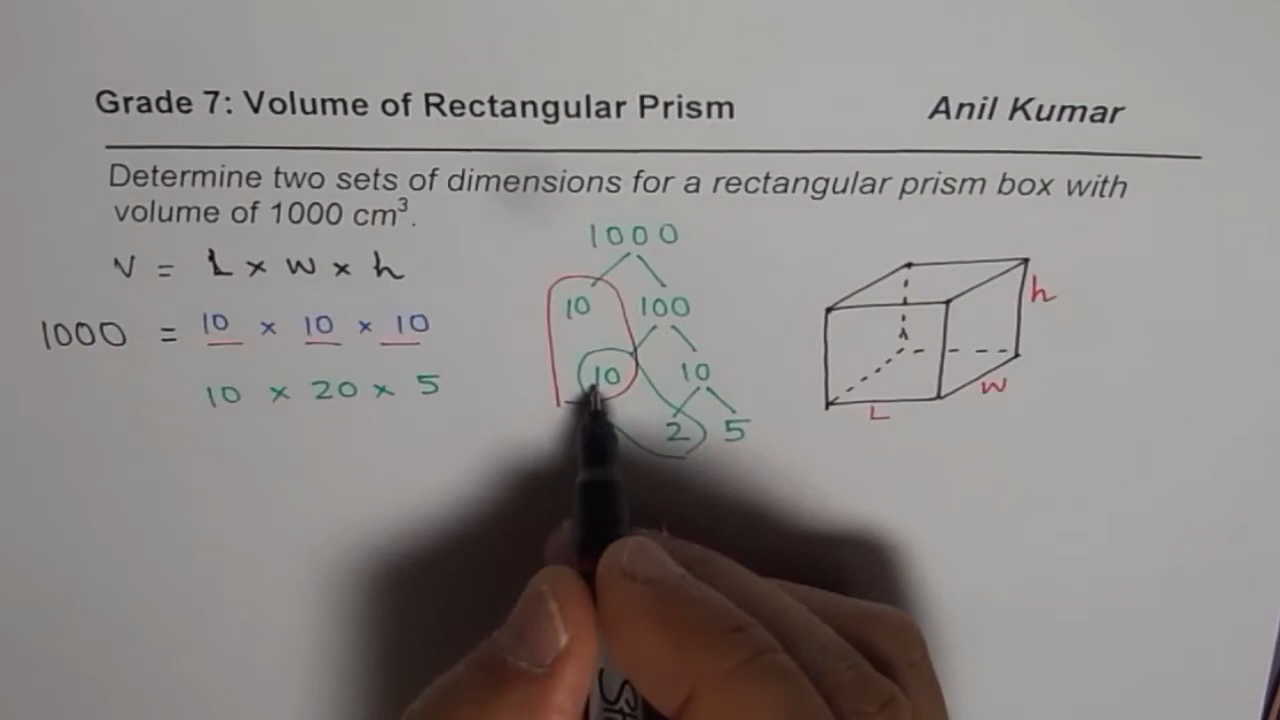 Grade 7: Volume of Rectangular Prism Anil Kumar
Determine two sets of dimensions for a rectangular prism box with
volume of 1000 cm³.
V = L × w × h
1000 = 10 × 10 × 10
10 × 20 × 5
1000
10 100
10 10
2 5
h
w
L